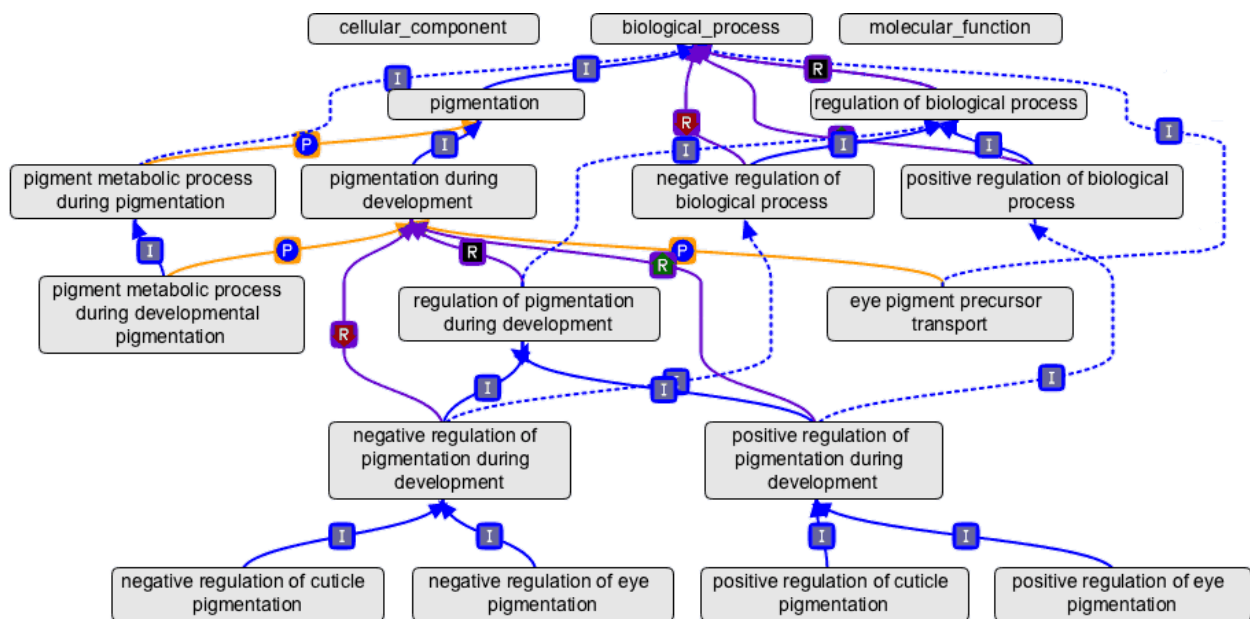 cellular_component
biological_process
molecular_function
I
I
R
pigmentation
regulation of biological process
R
I
P
I
I
I
I
pigment metabolic process
during pigmentation
pigmentation during
development
negative regulation of
biological process
positive regulation of biological
process
I
P
R
P
R
pigment metabolic process
during developmental
pigmentation
regulation of pigmentation
during development
eye pigment precursor
transport
R
I
I
I
I
negative regulation of
pigmentation during
development
positive regulation of
pigmentation during
development
I
I
I
I
negative regulation of cuticle
pigmentation
negative regulation of eye
pigmentation
positive regulation of cuticle
pigmentation
positive regulation of eye
pigmentation